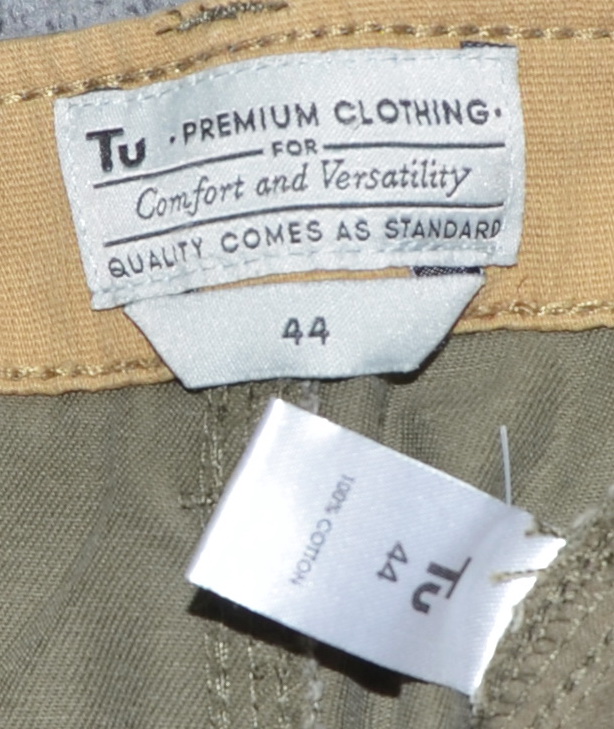 Tu ·PREMIUM CLOTHING·
FOR
Comfort and Versatility
QUALITY COMES AS STANDARD
44
Tu
44
100% COTTON